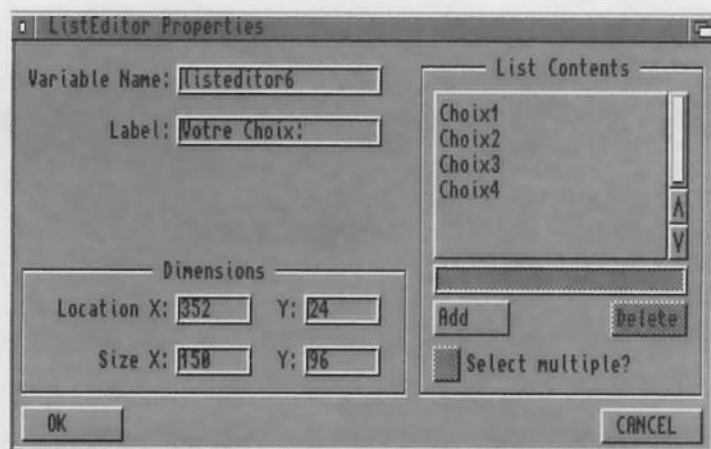 ListEditor Properties
Variable Name: listeditor6
Label: Votre Choix:
Dimensions
Location X: 352 Y: 24
Size X: 150 Y: 96
List Contents
Choix1
Choix2
Choix3
Choix4
Add Delete
Select multiple?
OK CANCEL